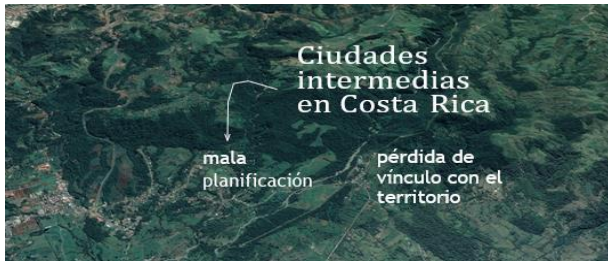 Ciudades
intermedias
en Costa Rica
mala
planificación
pérdida de
vínculo con el
territorio